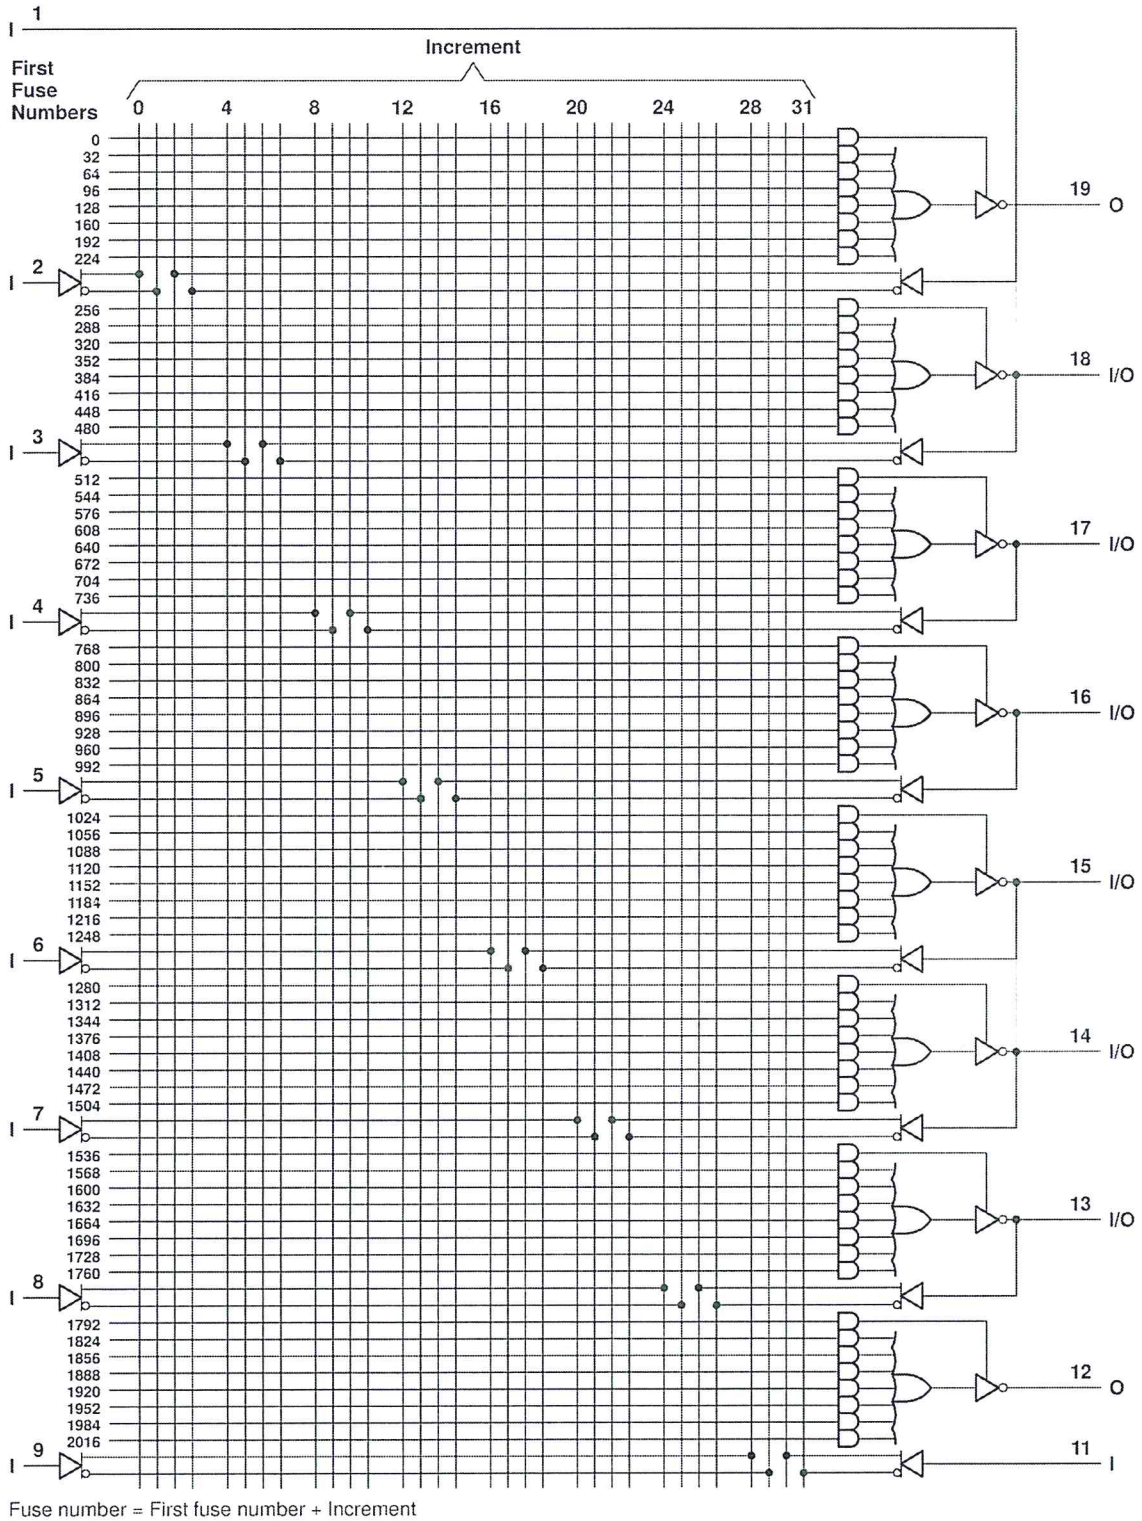 I 1
Increment
First
Fuse
Numbers
0 4 8 12 16 20 24 28 31
0
32
64
96
128
160
192
224
19 O
I 2
256
288
320
352
384
416
448
480
18 I/O
I 3
512
544
576
608
640
672
704
736
17 I/O
I 4
768
800
832
864
896
928
960
992
16 I/O
I 5
1024
1056
1088
1120
1152
1184
1216
1248
15 I/O
I 6
1280
1312
1344
1376
1408
1440
1472
1504
14 I/O
I 7
1536
1568
1600
1632
1664
1696
1728
1760
13 I/O
I 8
1792
1824
1856
1888
1920
1952
1984
2016
12 O
I 9
11 I
Fuse number = First fuse number + Increment